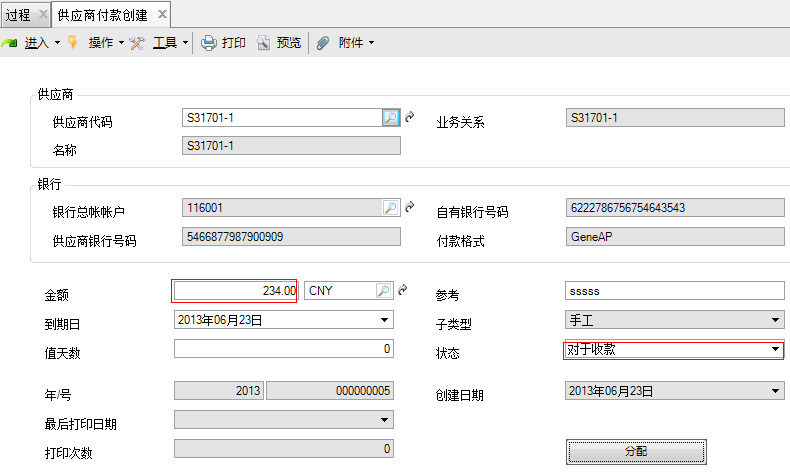 过程 供应商付款创建
进入 操作 工具 打印 预览 附件
供应商
供应商代码 S31701-1 业务关系 S31701-1
名称 S31701-1
银行
银行总帐帐户 116001 自有银行号码 6222786756754643543
供应商银行号码 5466877987900909 付款格式 GeneAP
金额 234.00 CNY 参考 sssss
到期日 2013年06月23日 子类型 手工
值天数 0 状态 对于收款
年/号 2013 000000005 创建日期 2013年06月23日
最后打印日期
打印次数 0 分配